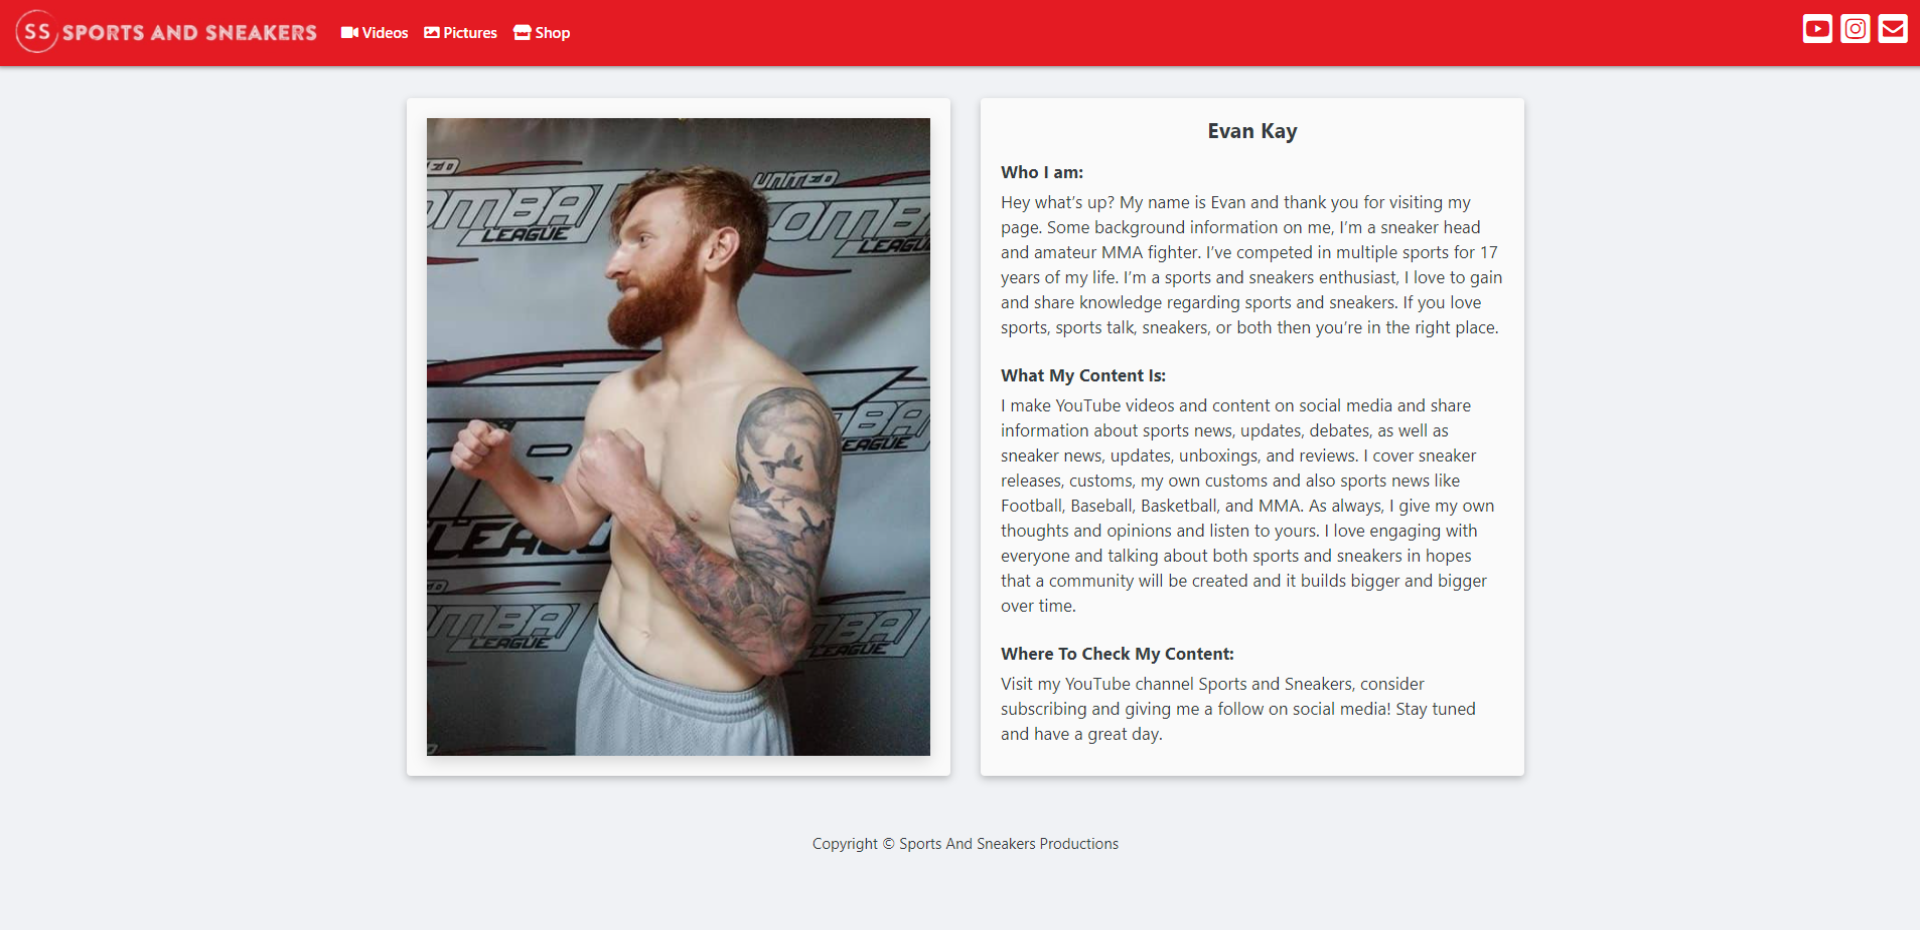 SS SPORTS AND SNEAKERS
Videos
Pictures
Shop
UNITED
LEAGUE
LEAGUE
LEAGUE
LEAGUE
LEAGUE
Evan Kay
Who I am:
Hey what's up? My name is Evan and thank you for visiting my
page. Some background information on me, I'm a sneaker head
and amateur MMA fighter. I've competed in multiple sports for 17
years of my life. I'm a sports and sneakers enthusiast, I love to gain
and share knowledge regarding sports and sneakers. If you love
sports, sports talk, sneakers, or both then you're in the right place.
What My Content Is:
I make YouTube videos and content on social media and share
information about sports news, updates, debates, as well as
sneaker news, updates, unboxings, and reviews. I cover sneaker
releases, customs, my own customs and also sports news like
Football, Baseball, Basketball, and MMA. As always, I give my own
thoughts and opinions and listen to yours. I love engaging with
everyone and talking about both sports and sneakers in hopes
that a community will be created and it builds bigger and bigger
over time.
Where To Check My Content:
Visit my YouTube channel Sports and Sneakers, consider
subscribing and giving me a follow on social media! Stay tuned
and have a great day.
Copyright © Sports And Sneakers Productions